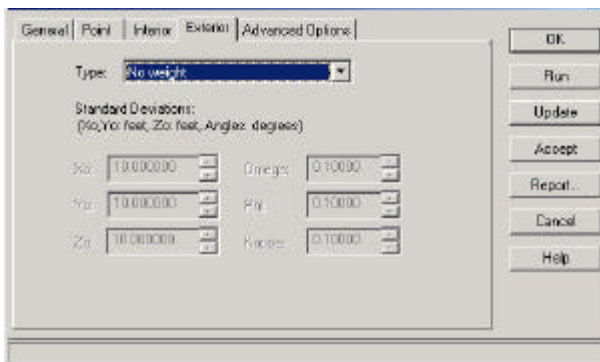 General Point Interior Exterior Advanced Options
Type: No weight
Standard Deviations:
(Xo,Yo: feet, Zo: feet, Angles: degrees)
Xo: 10.000000 Omega: 0.10000
Yo: 10.000000 Phi: 0.10000
Zo: 10.000000 Kappa: 0.10000
OK
Run
Update
Accept
Report...
Cancel
Help